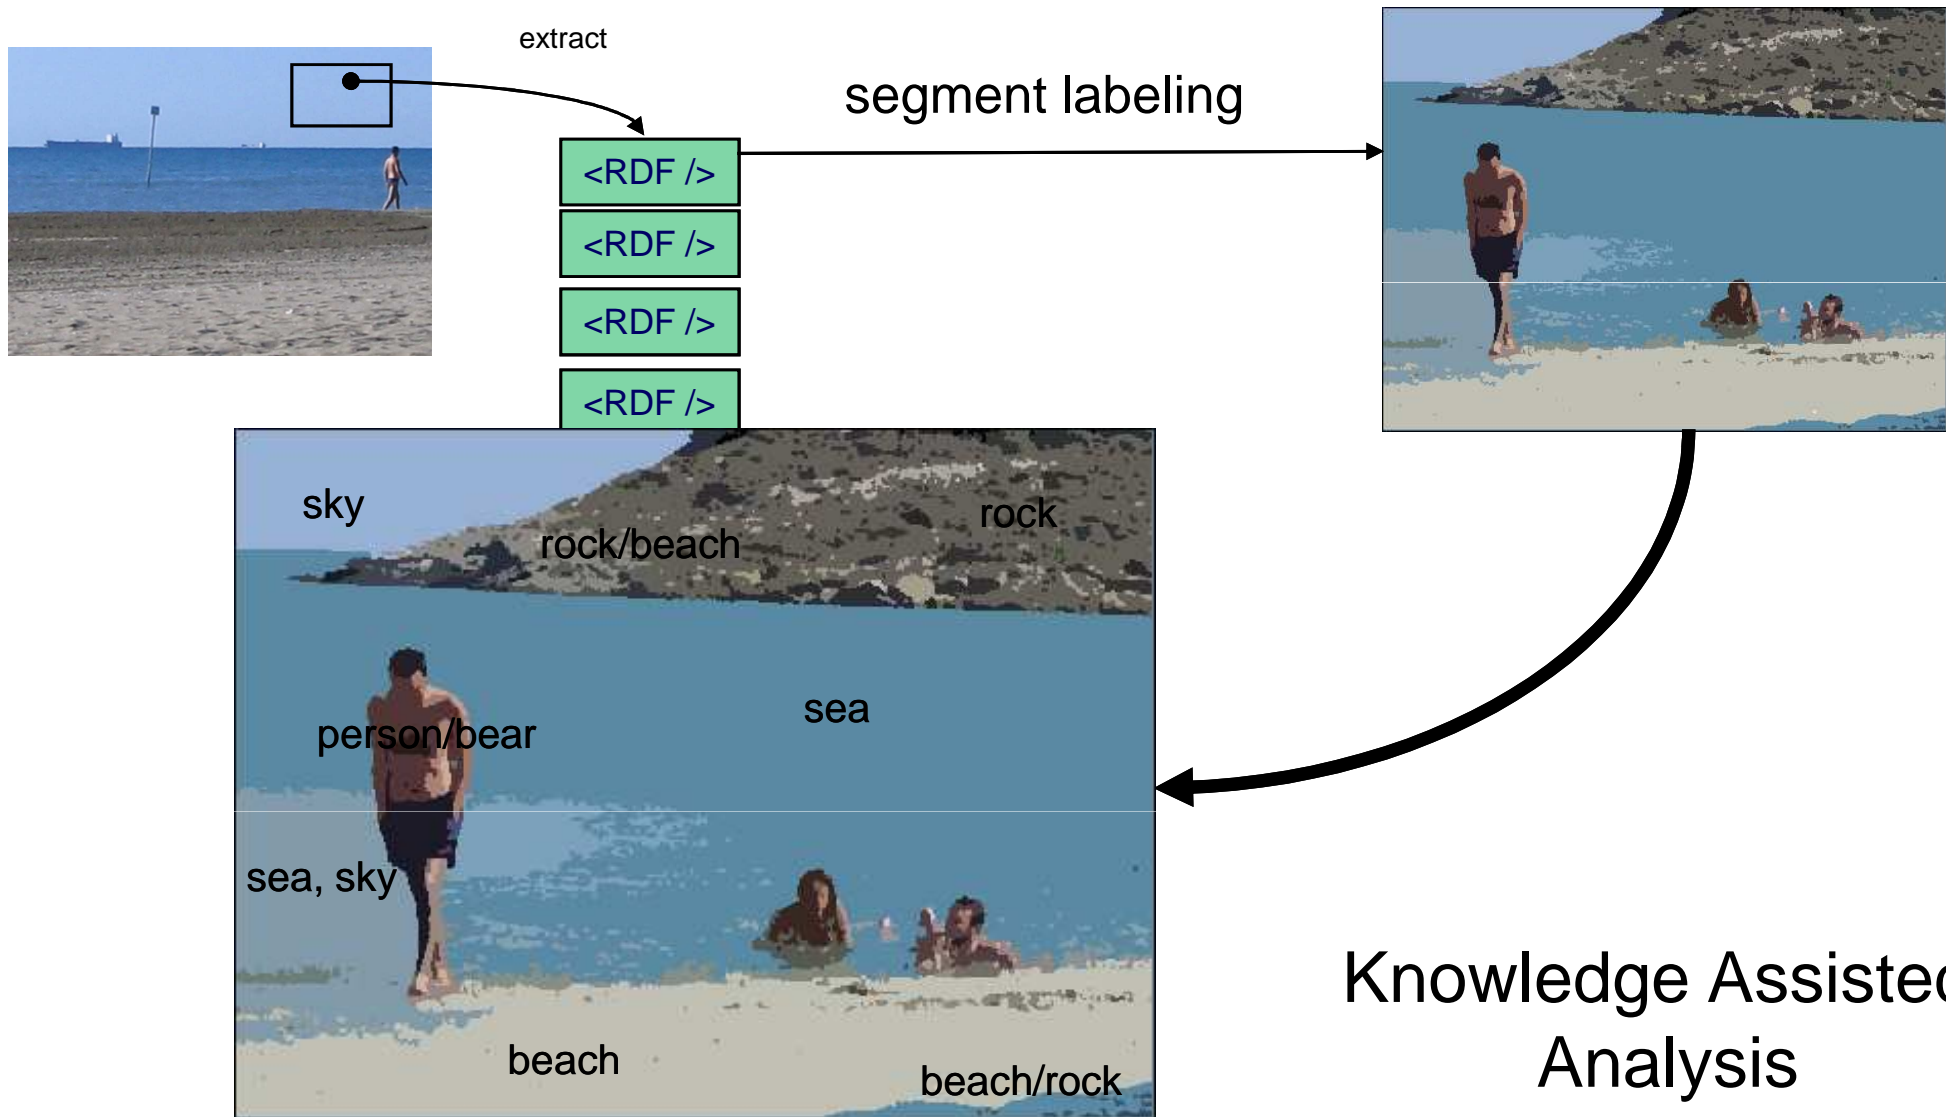 extract
segment labeling
<RDF />
<RDF />
<RDF />
<RDF />
sky
rock
rock/beach
sea
person/bear
sea, sky
beach
beach/rock
Knowledge Assisted
Analysis